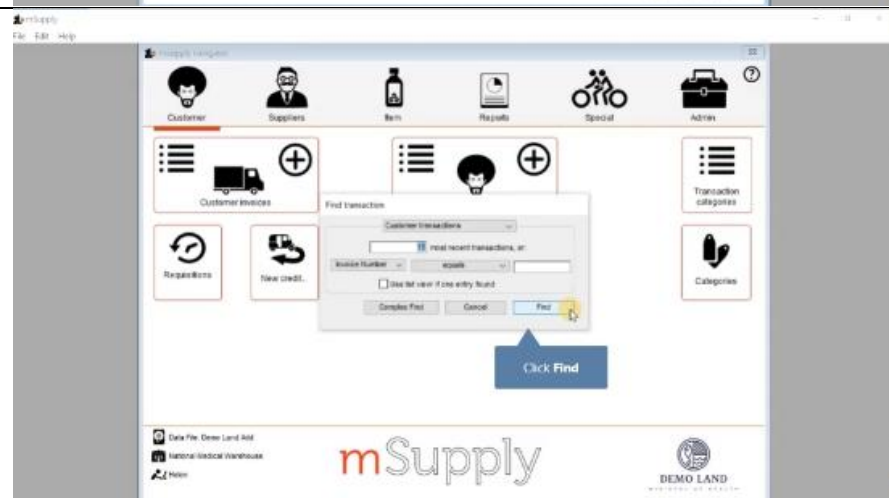 mSupply
File Edit Help
mSupply navigator
Customer Suppliers Item Reports Special Admin
Customer invoices
Transaction categories
Find transaction
Customer transactions
most recent transactions, or:
Invoice Number equals
Use list view if one entry found
Complex Find Cancel Find
Requisitions New credit.. Categories
Click Find
Data File: Demo Land Add
National Medical Warehouse
Helen
mSupply
DEMO LAND